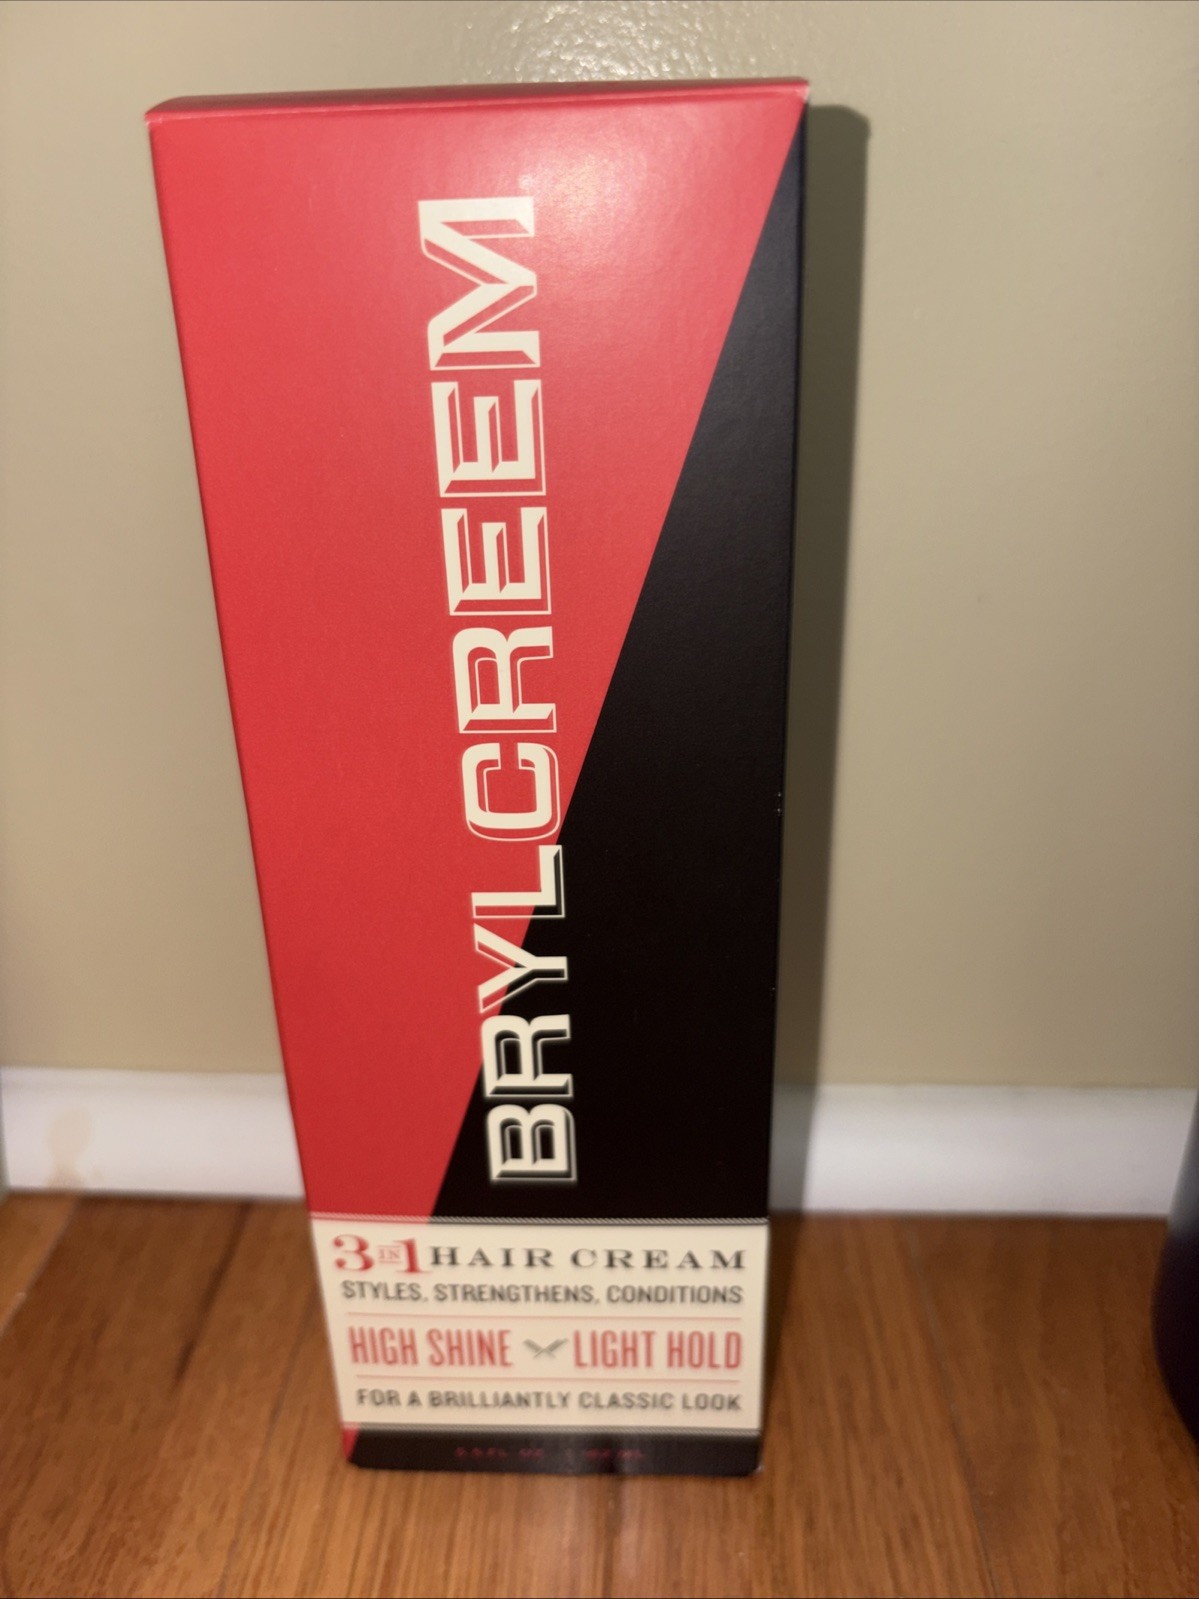 BRYLCREEM
3 IN 1 HAIR CREAM
STYLES, STRENGTHENS, CONDITIONS
HIGH SHINE LIGHT HOLD
FOR A BRILLIANTLY CLASSIC LOOK